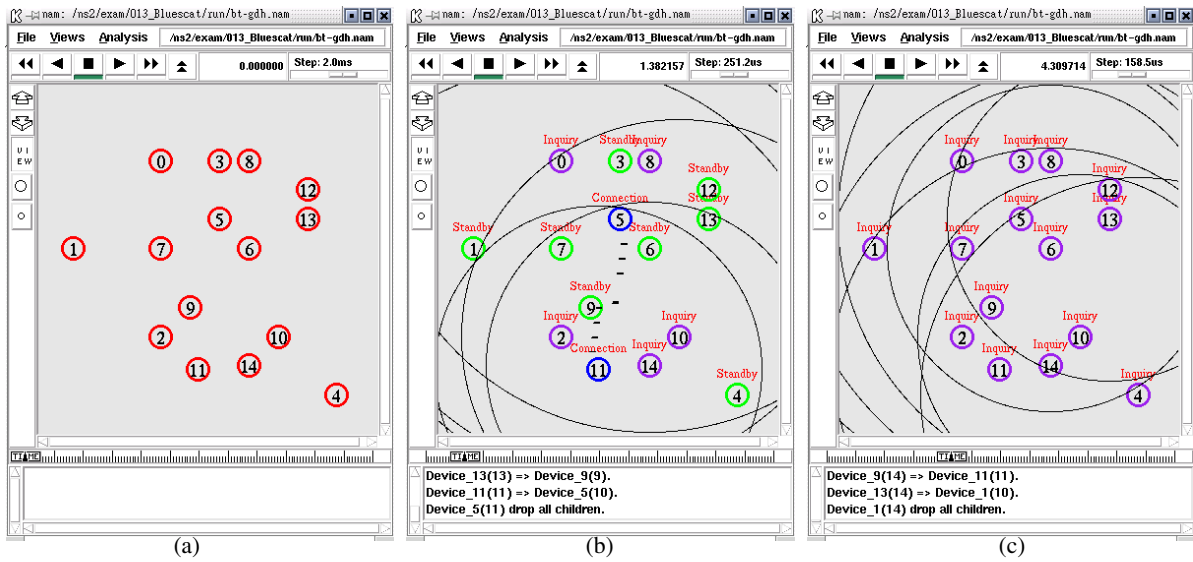 nam: /ns2/exam/013_Bluescat/run/bt-gdh.nam
File Views Analysis /ns2/exam/013_Bluescat/run/bt-gdh.nam
0.000000 Step: 2.0ms
VIEW
0 3 8
12
5 13
1 7 6
9
2 10
11 14
4
TIME
(a)
nam: /ns2/exam/013_Bluescat/run/bt-gdh.nam
File Views Analysis /ns2/exam/013_Bluescat/run/bt-gdh.nam
1.382157 Step: 251.2us
VIEW
Inquiry Standby Inquiry
0 3 8
Standby
12
Connection Standby
5 13
Standby Standby Standby
1 7 6
Standby
9
Inquiry Inquiry
2 10
Connection Inquiry
11 14
Standby
4
TIME
Device_13(13) => Device_9(9).
Device_11(11) => Device_5(10).
Device_5(11) drop all children.
(b)
nam: /ns2/exam/013_Bluescat/run/bt-gdh.nam
File Views Analysis /ns2/exam/013_Bluescat/run/bt-gdh.nam
4.309714 Step: 158.5us
VIEW
Inquiry Inquiry Inquiry
0 3 8
Inquiry
12
Inquiry Inquiry
5 13
Inquiry Inquiry Inquiry
1 7 6
Inquiry
9
Inquiry Inquiry
2 10
Inquiry Inquiry
11 14
Inquiry
4
TIME
Device_9(14) => Device_11(11).
Device_13(14) => Device_1(10).
Device_1(14) drop all children.
(c)